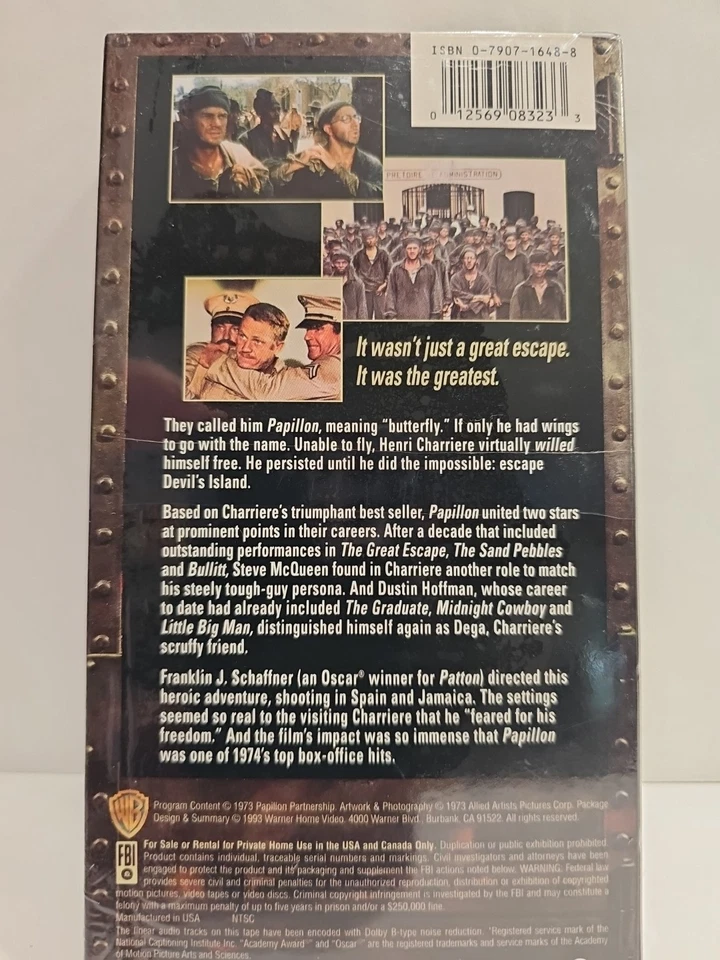 ISBN 0-7907-1648-8
0 12569 08323 3
PRETOIRE
It wasn't just a great escape.
It was the greatest.
They called him Papillon, meaning "butterfly." If only he had wings
to go with the name. Unable to fly, Henri Charriere virtually willed
himself free. He persisted until he did the impossible: escape
Devil's Island.
Based on Charriere's triumphant best seller, Papillon united two stars
at prominent points in their careers. After a decade that included
outstanding performances in The Great Escape, The Sand Pebbles
and Bullitt, Steve McQueen found in Charriere another role to match
his steely tough-guy persona. And Dustin Hoffman, whose career
to date had already included The Graduate, Midnight Cowboy and
Little Big Man, distinguished himself again as Dega, Charriere's
scruffy friend.
Franklin J. Schaffner (an Oscar® winner for Patton) directed this
heroic adventure, shooting in Spain and Jamaica. The settings
seemed so real to the visiting Charriere that he "feared for his
freedom." And the film's impact was so immense that Papillon
was one of 1974's top box-office hits.
WB
Program Content © 1973 Papillon Partnership. Artwork & Photography © 1973 Allied Artists Pictures Corp. Package
Design & Summary © 1993 Warner Home Video. 4000 Warner Blvd., Burbank, CA 91522. All rights reserved.
FBI
For Sale or Rental for Private Home Use in the USA and Canada Only. Duplication or public exhibition prohibited.
Product contains individual, traceable serial numbers and markings. Civil investigators and attorneys have been
engaged to protect the product and its packaging and supplement the FBI actions noted below. WARNING: Federal law
provides severe civil and criminal penalties for the unauthorized reproduction, distribution or exhibition of copyrighted
motion pictures, video tapes or video discs. Criminal copyright infringement is investigated by the FBI and may constitute a
felony with a maximum penalty of up to five years in prison and/or a $250,000 fine.
Manufactured in USA NTSC
The linear audio tracks on this tape have been encoded with Dolby B-type noise reduction. *Registered service mark of the
National Captioning Institute Inc. "Academy Award" and "Oscar" are the registered trademarks and service marks of the Academy
of Motion Picture Arts and Sciences.